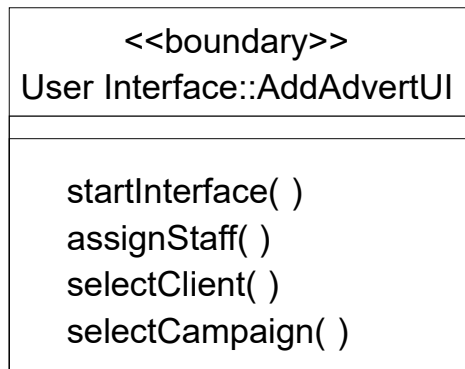 <<boundary>>
User Interface::AddAdvertUI
startInterface( )
assignStaff( )
selectClient( )
selectCampaign( )